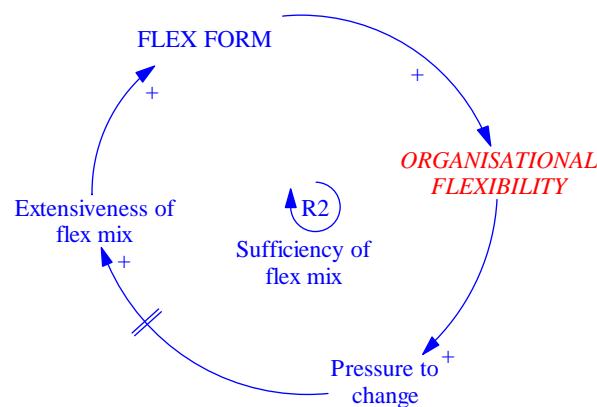 FLEX FORM
+
+
ORGANISATIONAL
FLEXIBILITY
Extensiveness of
flex mix
+
R2
Sufficiency of
flex mix
Pressure to
change
+